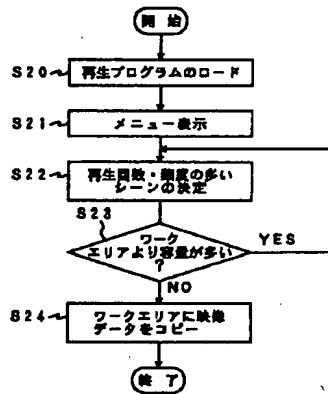 開 始
S20
再生プログラムのロード
S21
メニュー表示
S22
再生回数・頻度の多い
シーンの決定
S23
ワーク
エリアより容量が多い
?
YES
NO
S24
ワークエリアに映像
データをコピー
終 了